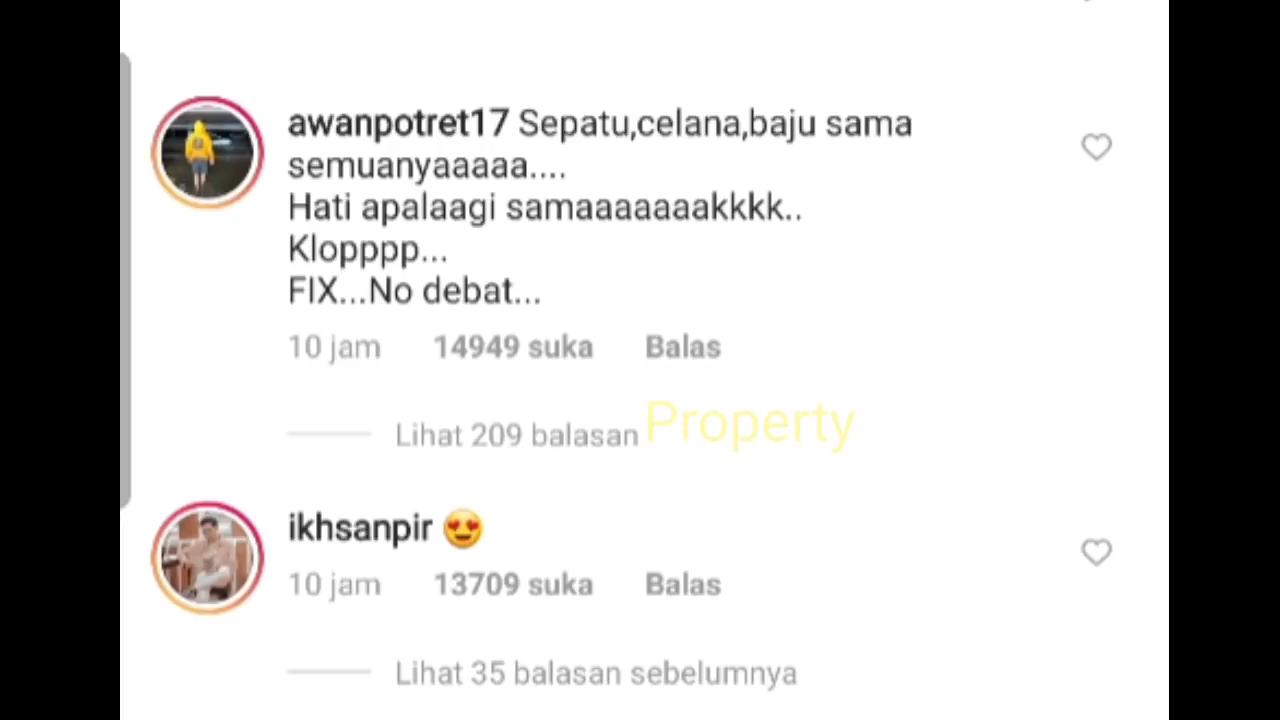 awanpotret17 Sepatu,celana,baju sama
semuanyaaaaa....
Hati apalaagi samaaaaaaakkkk..
Klopppp...
FIX...No debat...
10 jam 14949 suka Balas
Lihat 209 balasan
Property
ikhsanpir 😍
10 jam 13709 suka Balas
Lihat 35 balasan sebelumnya